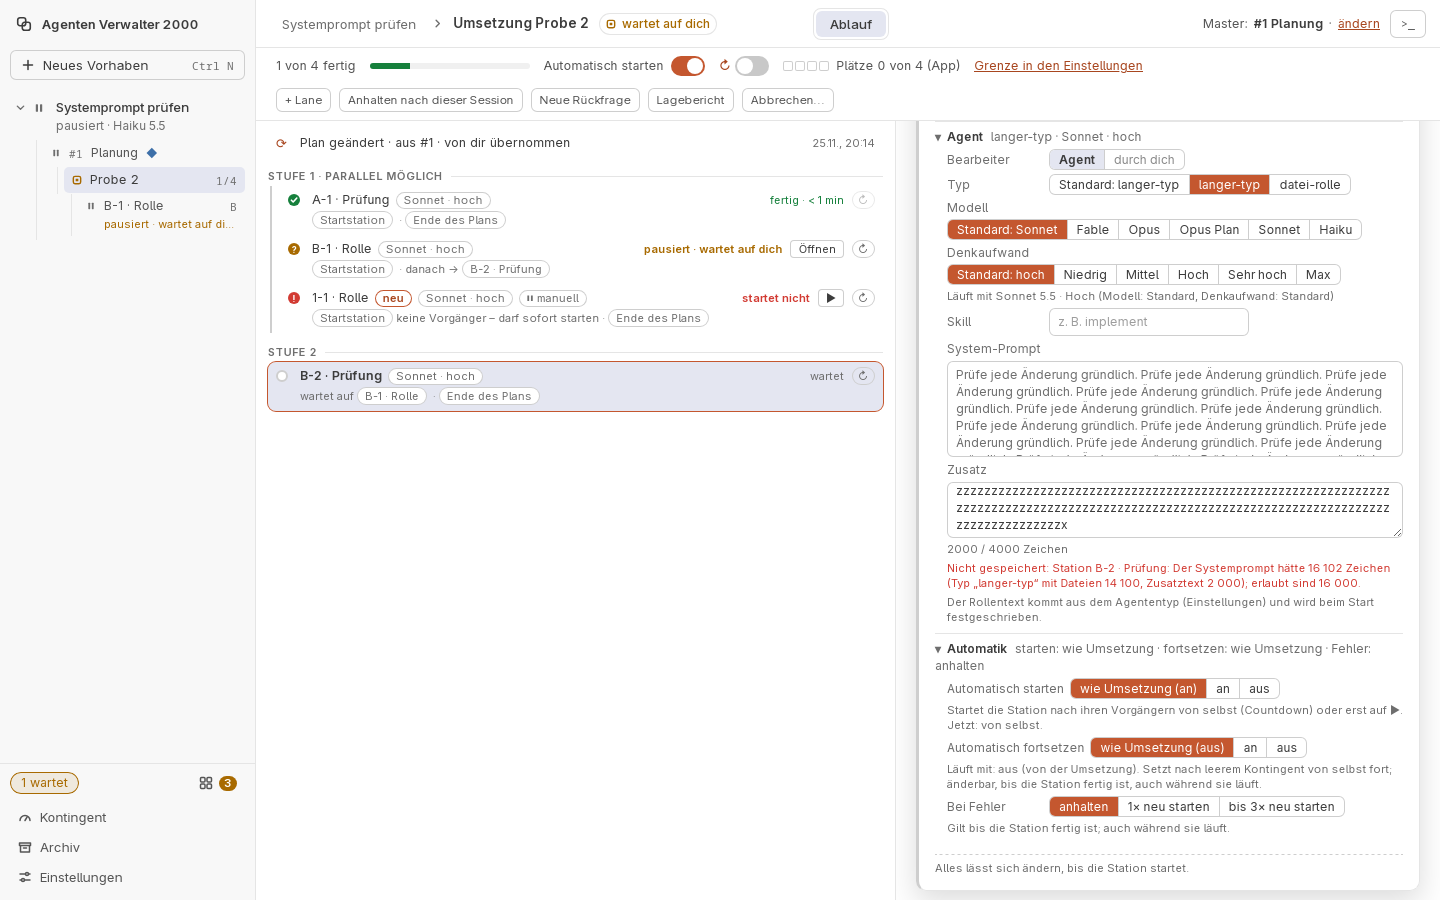 Agenten Verwalter 2000
Neues Vorhaben Ctrl N
Systemprompt prüfen
pausiert · Haiku 5.5
#1 Planung
Probe 2 1/4
B-1 · Rolle B
pausiert · wartet auf di…
1 wartet 3
Kontingent
Archiv
Einstellungen
Systemprompt prüfen > Umsetzung Probe 2 wartet auf dich
Ablauf
Master: #1 Planung · ändern >_
1 von 4 fertig Automatisch starten Plätze 0 von 4 (App) Grenze in den Einstellungen
+ Lane Anhalten nach dieser Session Neue Rückfrage Lagebericht Abbrechen…
Plan geändert · aus #1 · von dir übernommen 25.11., 20:14
STUFE 1 · PARALLEL MÖGLICH
A-1 · Prüfung Sonnet · hoch fertig · < 1 min
Startstation · Ende des Plans
B-1 · Rolle Sonnet · hoch pausiert · wartet auf dich Öffnen
Startstation · danach → B-2 · Prüfung
1-1 · Rolle neu Sonnet · hoch manuell startet nicht
Startstation keine Vorgänger – darf sofort starten · Ende des Plans
STUFE 2
B-2 · Prüfung Sonnet · hoch wartet
wartet auf B-1 · Rolle · Ende des Plans
▼ Agent langer-typ · Sonnet · hoch
Bearbeiter Agent durch dich
Typ Standard: langer-typ langer-typ datei-rolle
Modell
Standard: Sonnet Fable Opus Opus Plan Sonnet Haiku
Denkaufwand
Standard: hoch Niedrig Mittel Hoch Sehr hoch Max
Läuft mit Sonnet 5.5 · Hoch (Modell: Standard, Denkaufwand: Standard)
Skill z. B. implement
System-Prompt
Prüfe jede Änderung gründlich. Prüfe jede Änderung gründlich. Prüfe jede
Änderung gründlich. Prüfe jede Änderung gründlich. Prüfe jede Änderung
gründlich. Prüfe jede Änderung gründlich. Prüfe jede Änderung gründlich.
Prüfe jede Änderung gründlich. Prüfe jede Änderung gründlich. Prüfe jede
Änderung gründlich. Prüfe jede Änderung gründlich. Prüfe jede Änderung
Zusatz
zzzzzzzzzzzzzzzzzzzzzzzzzzzzzzzzzzzzzzzzzzzzzzzzzzzzzzzzzzzzzz
zzzzzzzzzzzzzzzzzzzzzzzzzzzzzzzzzzzzzzzzzzzzzzzzzzzzzzzzzzzzzz
zzzzzzzzzzzzzzzx
2000 / 4000 Zeichen
Nicht gespeichert: Station B-2 · Prüfung: Der Systemprompt hätte 16 102 Zeichen
(Typ „langer-typ“ mit Dateien 14 100, Zusatztext 2 000); erlaubt sind 16 000.
Der Rollentext kommt aus dem Agententyp (Einstellungen) und wird beim Start
festgeschrieben.
▼ Automatik starten: wie Umsetzung · fortsetzen: wie Umsetzung · Fehler:
anhalten
Automatisch starten wie Umsetzung (an) an aus
Startet die Station nach ihren Vorgängern von selbst (Countdown) oder erst auf ▶.
Jetzt: von selbst.
Automatisch fortsetzen wie Umsetzung (aus) an aus
Läuft mit: aus (von der Umsetzung). Setzt nach leerem Kontingent von selbst fort;
änderbar, bis die Station fertig ist, auch während sie läuft.
Bei Fehler anhalten 1× neu starten bis 3× neu starten
Gilt bis die Station fertig ist; auch während sie läuft.
Alles lässt sich ändern, bis die Station startet.